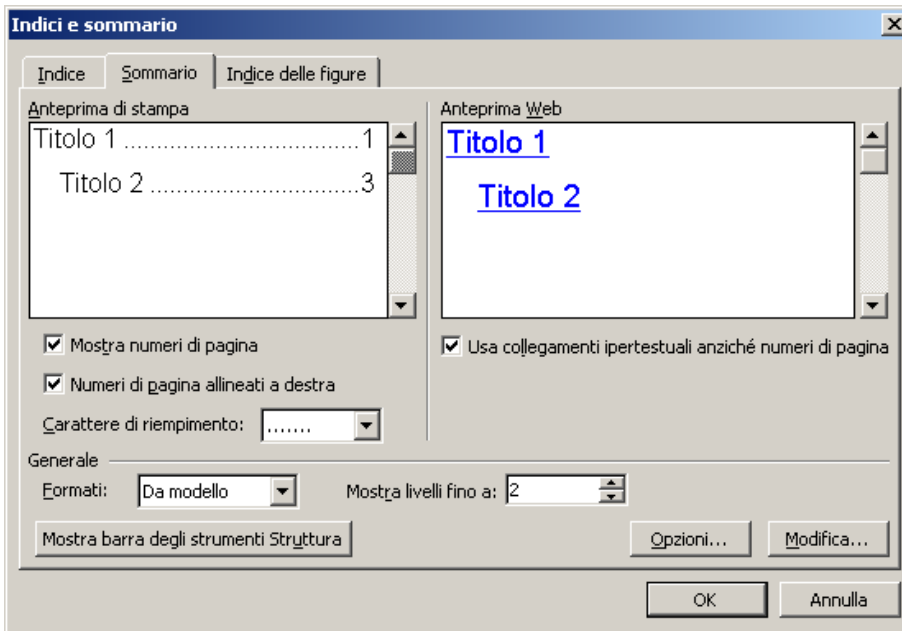 Indici e sommario
Indice Sommario Indice delle figure
Anteprima di stampa
Titolo 1 ..................................1
Titolo 2 ..............................3
Anteprima Web
Titolo 1
Titolo 2
Mostra numeri di pagina
Numeri di pagina allineati a destra
Carattere di riempimento: .......
Usa collegamenti ipertestuali anziché numeri di pagina
Generale
Formati: Da modello Mostra livelli fino a: 2
Mostra barra degli strumenti Struttura Opzioni... Modifica...
OK Annulla